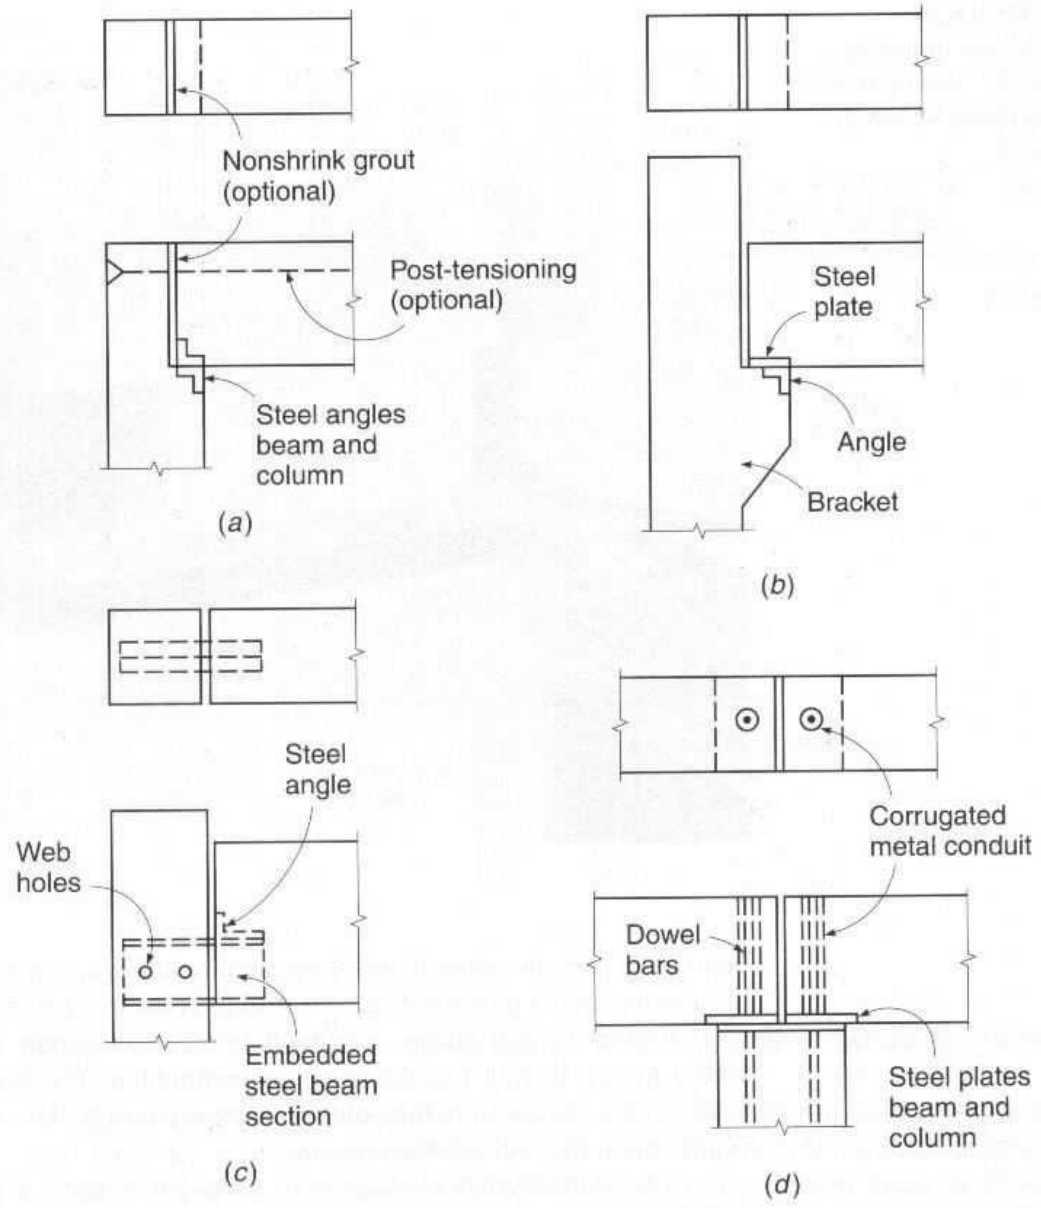 Nonshrink grout
(optional)
Post-tensioning
(optional)
Steel angles
beam and
column
(a)
Steel
plate
Angle
Bracket
(b)
Steel
angle
Web
holes
Embedded
steel beam
section
(c)
Corrugated
metal conduit
Dowel
bars
Steel plates
beam and
column
(d)